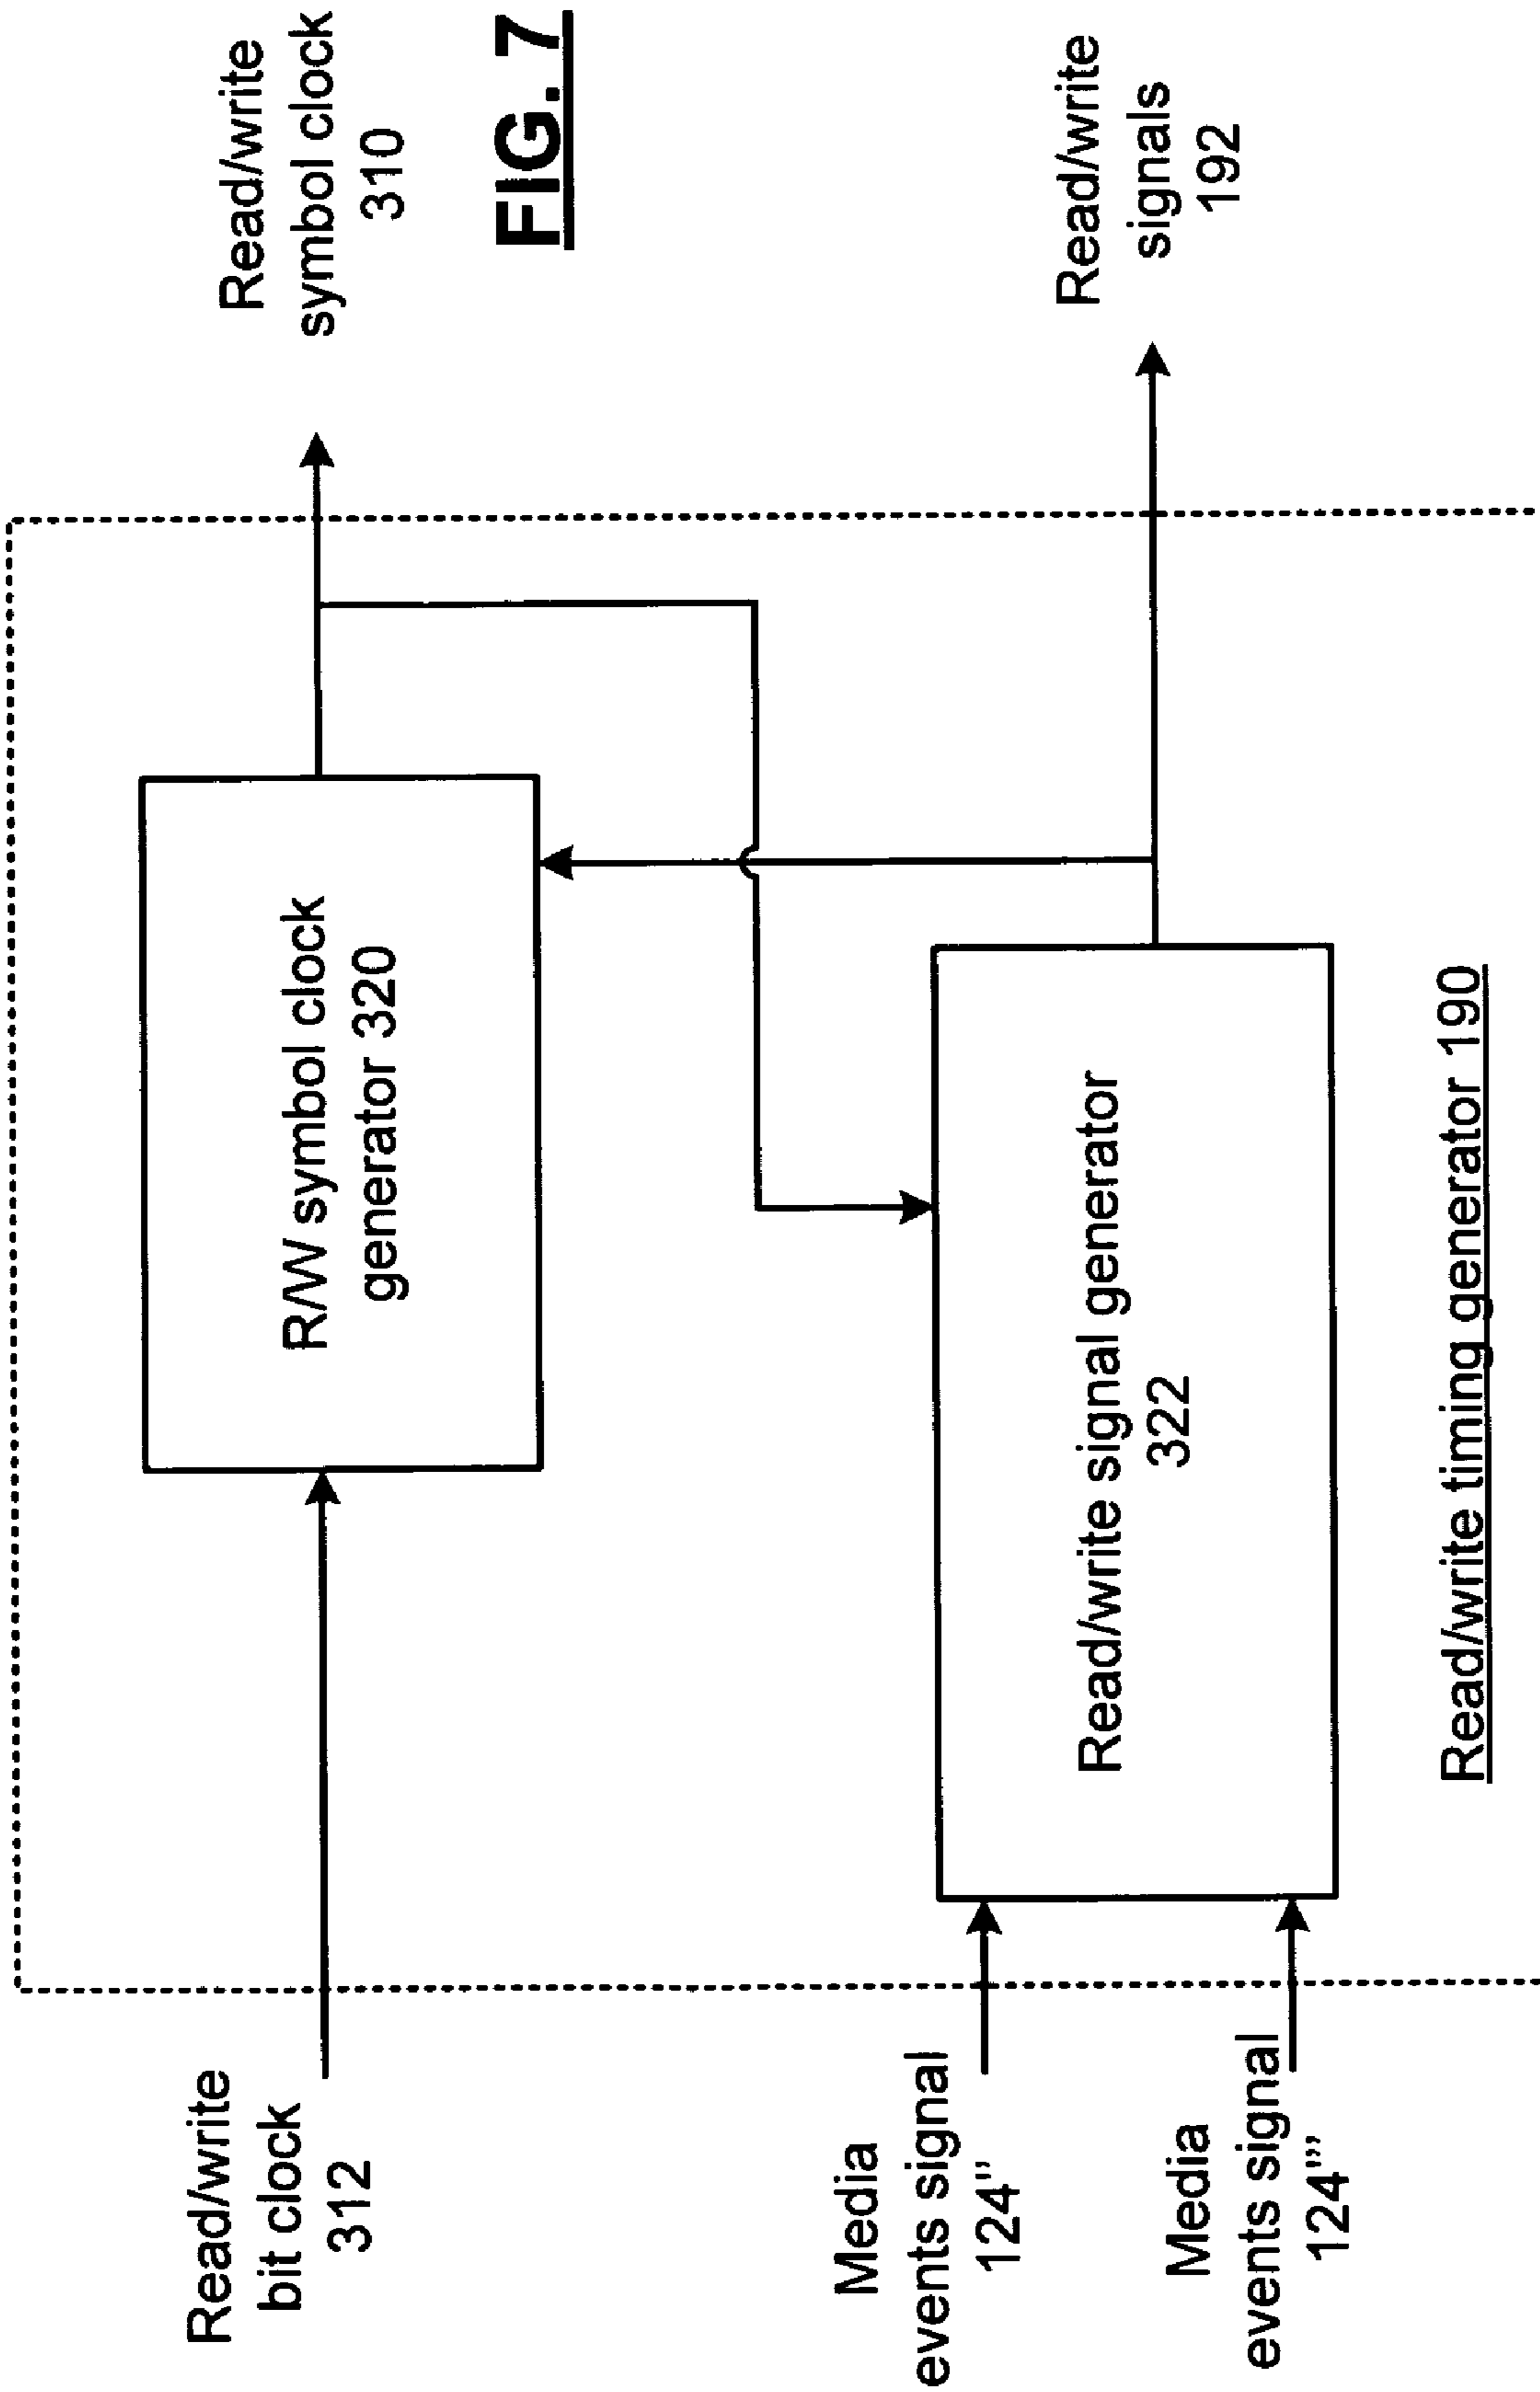 Read/write
bit clock
312
R/W symbol clock
generator 320
Read/write
symbol clock
310
FIG. 7
Media
events signal
124''
Media
events signal
124'''
Read/write signal generator
322
Read/write
signals
192
Read/write timing generator 190